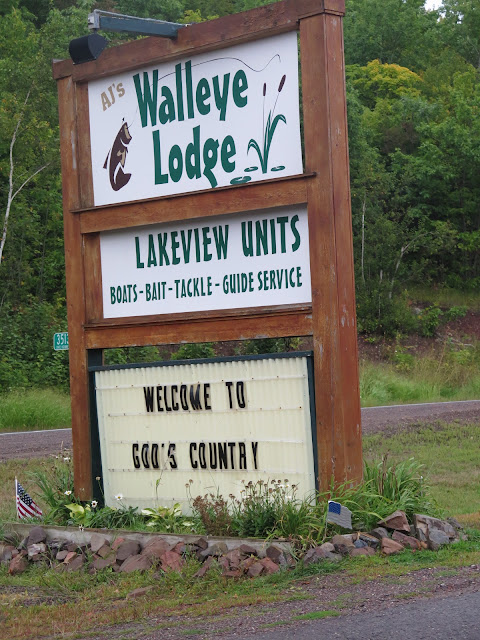 AJ's
Walleye
Lodge
LAKEVIEW UNITS
BOATS-BAIT-TACKLE-GUIDE SERVICE
WELCOME TO
GOD'S COUNTRY